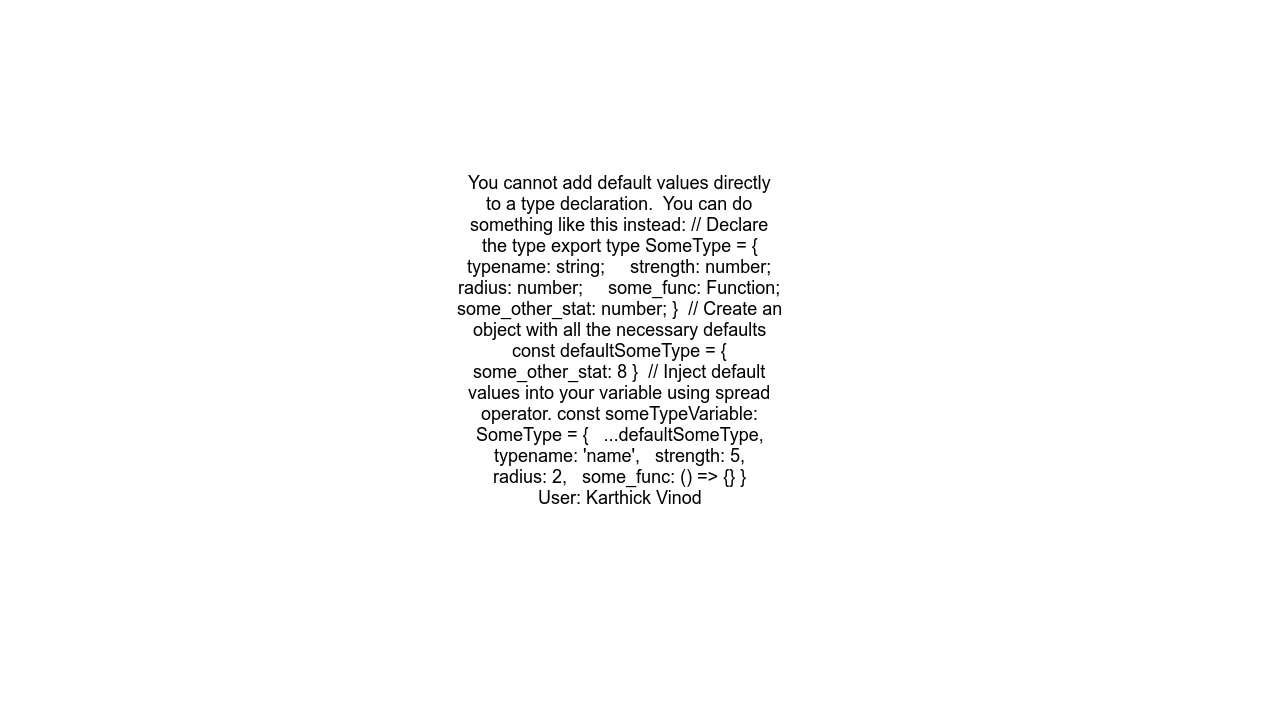 You cannot add default values directly
to a type declaration.  You can do
something like this instead: // Declare
the type export type SomeType = {
typename: string;     strength: number;
radius: number;     some_func: Function;
some_other_stat: number; }  // Create an
object with all the necessary defaults
const defaultSomeType = {
some_other_stat: 8 }  // Inject default
values into your variable using spread
operator. const someTypeVariable:
SomeType = {   ...defaultSomeType,
typename: 'name',   strength: 5,
radius: 2,   some_func: () => {} }
User: Karthick Vinod